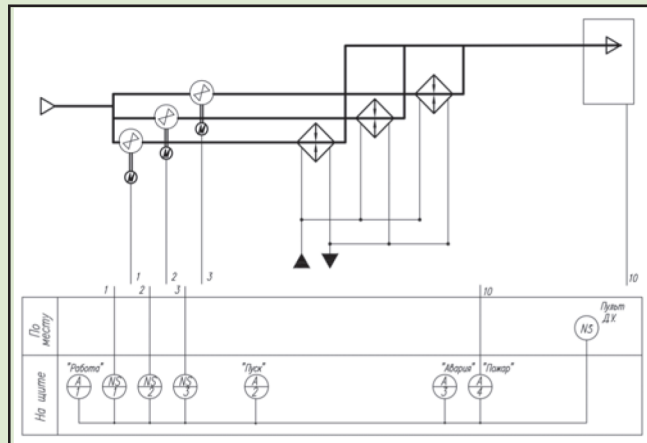 M
M
M
1
2
3
1
2
3
10
10
По
месту
Пульт
Д.У.
NS
На щите
"Работа"
"Пуск"
"Авария"
"Пожар"
A
1
NS
1
NS
2
NS
3
A
2
A
3
A
4